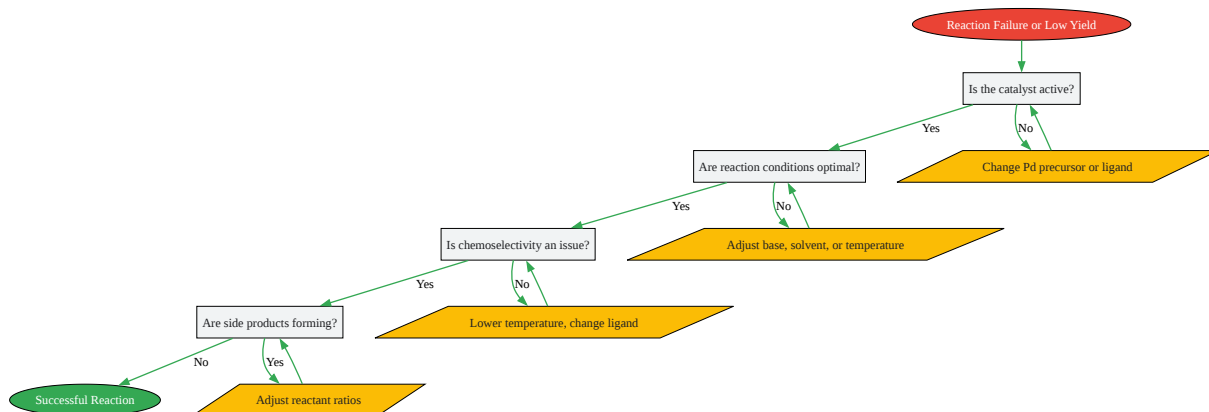 Reaction Failure or Low Yield
Is the catalyst active?
Yes
No
Are reaction conditions optimal?
Change Pd precursor or ligand
Yes
No
Is chemoselectivity an issue?
Adjust base, solvent, or temperature
Yes
No
Are side products forming?
Lower temperature, change ligand
No
Yes
Successful Reaction
Adjust reactant ratios